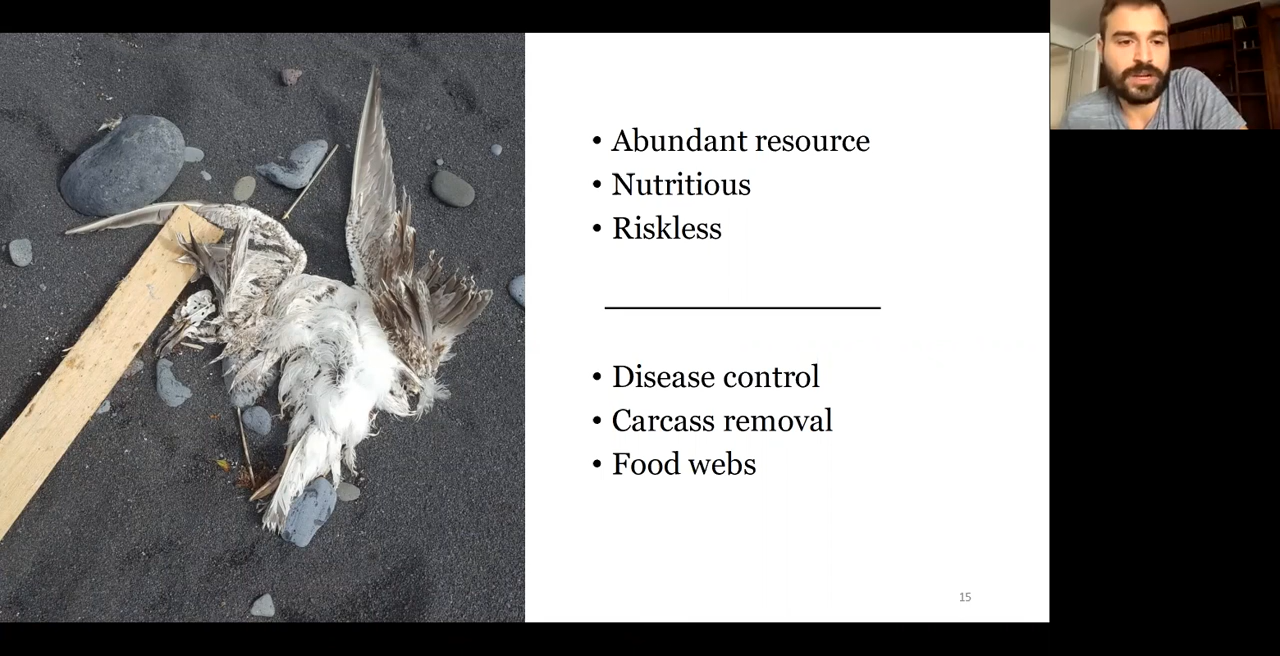 • Abundant resource
• Nutritious
• Riskless
• Disease control
• Carcass removal
• Food webs
15